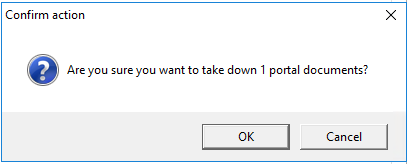 Confirm action
Are you sure you want to take down 1 portal documents?
OK
Cancel